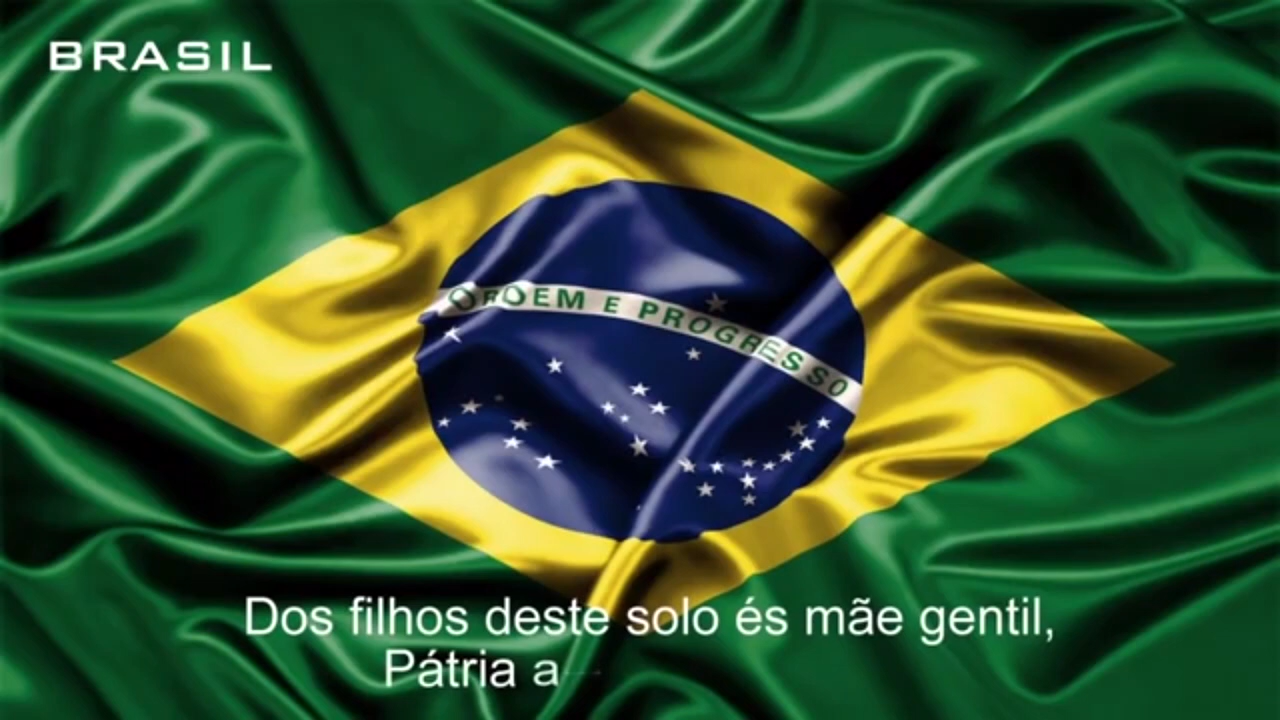 BRASIL
ORDEM E PROGRESSO
Dos filhos deste solo és mãe gentil,
Pátria a